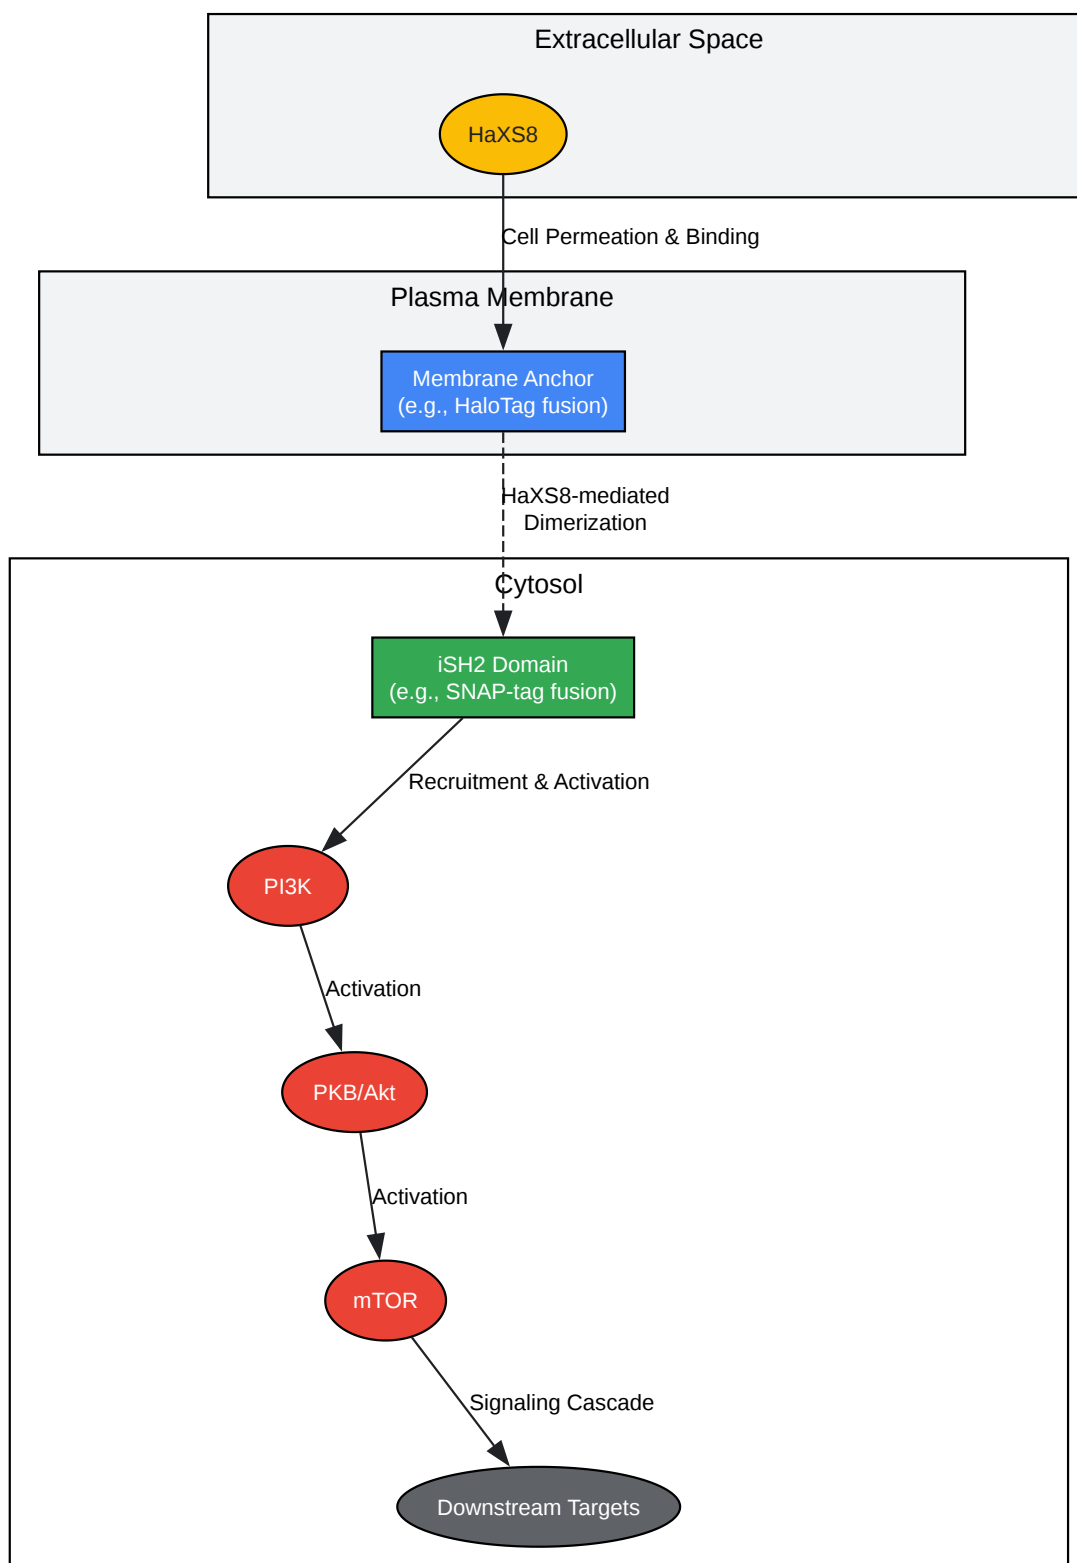 Extracellular Space
HaXS8
Cell Permeation & Binding
Plasma Membrane
Membrane Anchor
(e.g., HaloTag fusion)
HaXS8-mediated
Dimerization
Cytosol
iSH2 Domain
(e.g., SNAP-tag fusion)
Recruitment & Activation
PI3K
Activation
PKB/Akt
Activation
mTOR
Signaling Cascade
Downstream Targets